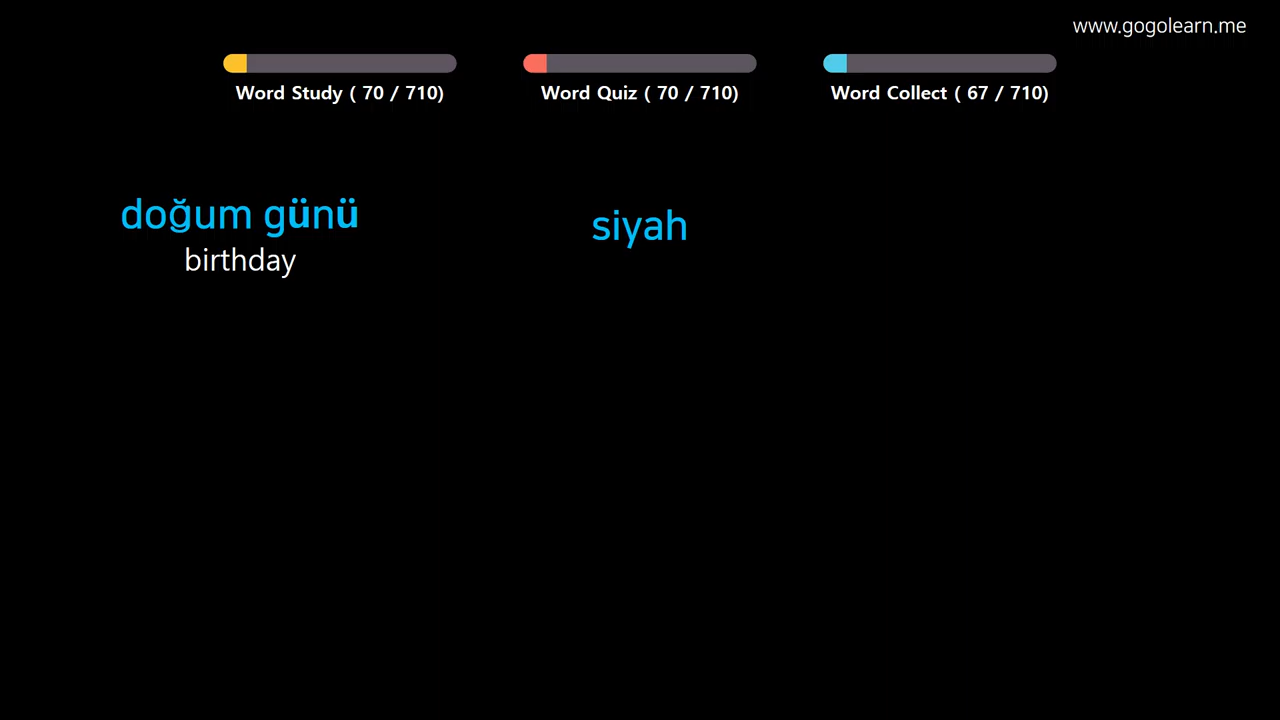 www.gogolearn.me
Word Study ( 70 / 710)
Word Quiz ( 70 / 710)
Word Collect ( 67 / 710)
doğum günü
birthday
siyah